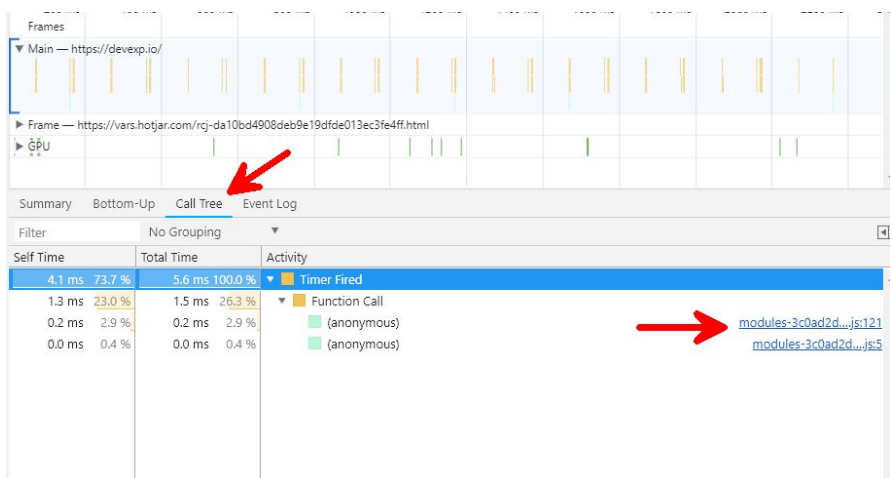 Frames
Main — https://devexp.io/
Frame — https://vars.hotjar.com/rcj-da10bd4908deb9e19dfde013ec3fe4ff.html
GPU
Summary Bottom-Up Call Tree Event Log
Filter No Grouping
Self Time Total Time Activity
4.1 ms 73.7 % 5.6 ms 100.0 % Timer Fired
1.3 ms 23.0 % 1.5 ms 26.3 % Function Call
0.2 ms 2.9 % 0.2 ms 2.9 % (anonymous) modules-3c0ad2d....js:121
0.0 ms 0.4 % 0.0 ms 0.4 % (anonymous) modules-3c0ad2d....js:5